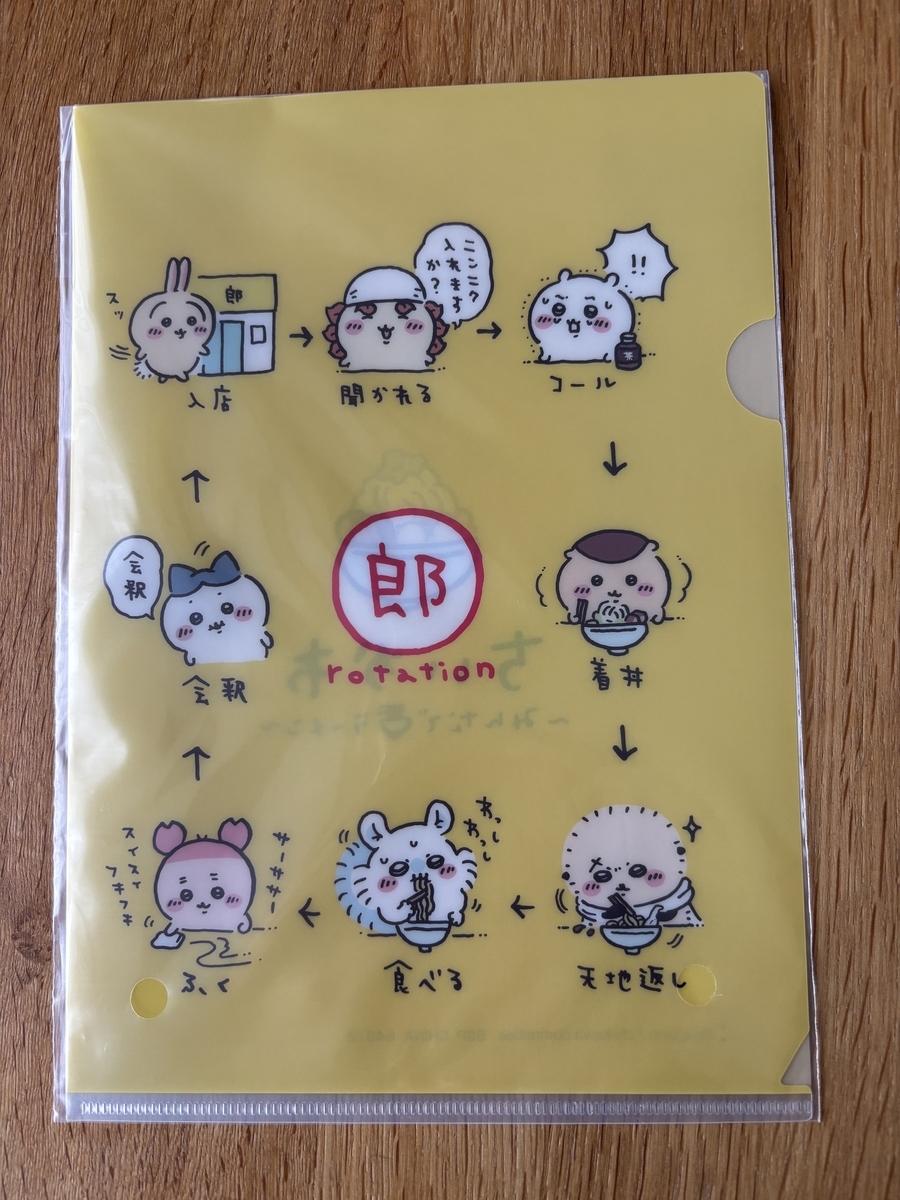 スッ
郎
入店
ニンニク
入れます
か?
聞かれる
!!
茶
コール
着丼
天地返し
わっし
わっし
食べる
サーササー
スイスイ
フキフキ
ふく
会釈
会釈
郎
rotation